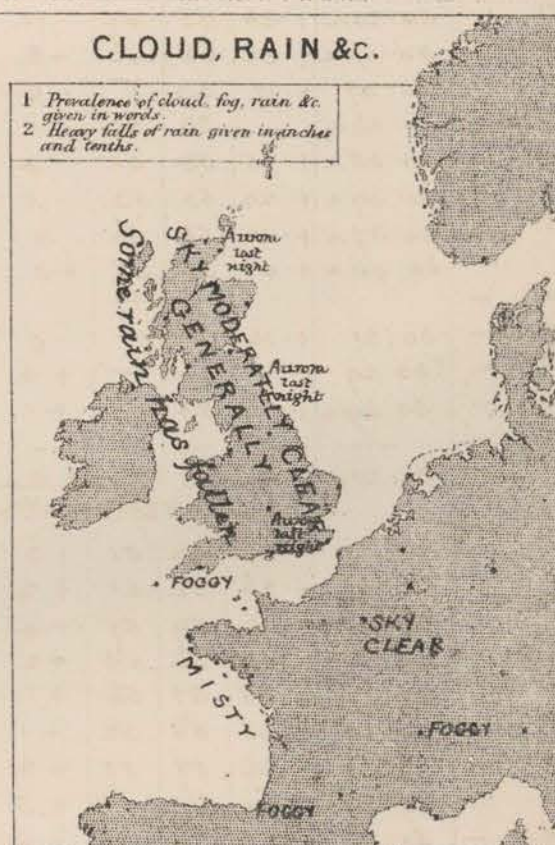 CLOUD, RAIN &C.
1 Prevalence of cloud, fog, rain &c.
given in words.
2 Heavy falls of rain given in inches
and tenths.
Some rain has fallen
SKY MODERATLY CLEAR
GENERALLY
Aurora
last
night
Aurora
last
night
Aurora
last
night
FOGGY
SKY
CLEAR
MISTY
FOGGY
FOGGY